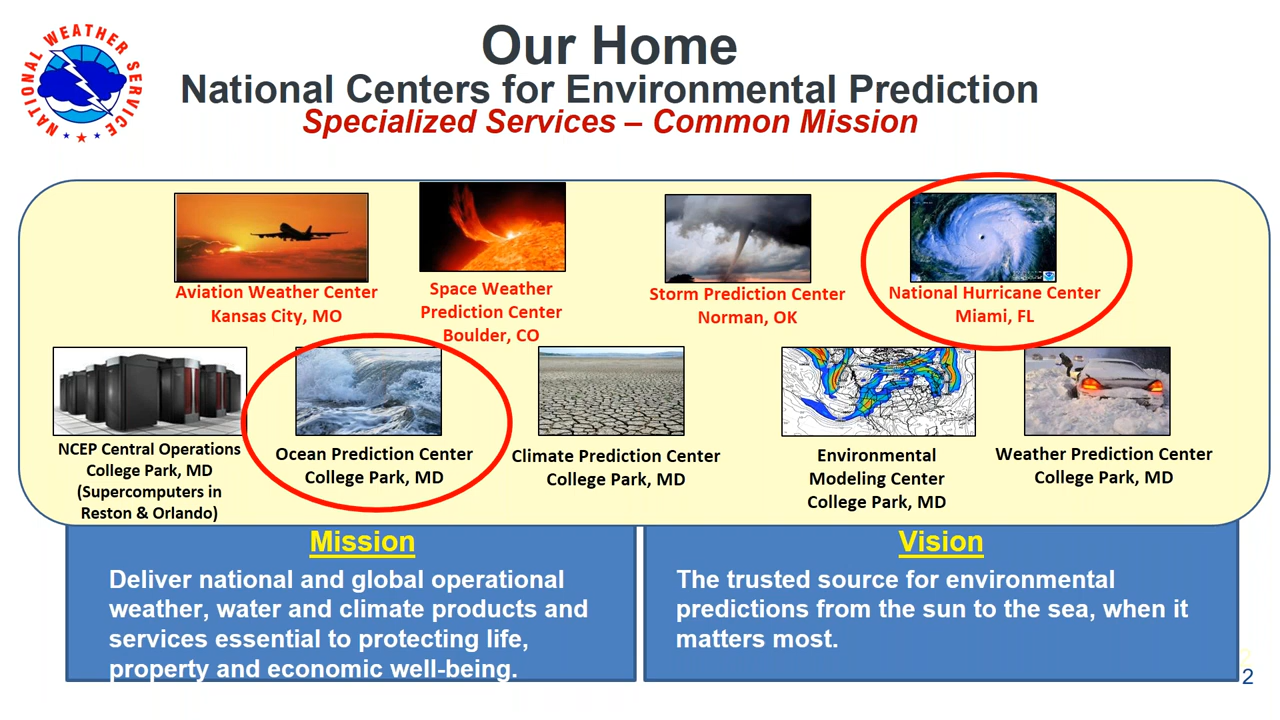 NATIONAL WEATHER SERVICE
Our Home
National Centers for Environmental Prediction
Specialized Services – Common Mission
Aviation Weather Center
Kansas City, MO
Space Weather
Prediction Center
Boulder, CO
Storm Prediction Center
Norman, OK
National Hurricane Center
Miami, FL
NCEP Central Operations
College Park, MD
(Supercomputers in
Reston & Orlando)
Ocean Prediction Center
College Park, MD
Climate Prediction Center
College Park, MD
Environmental
Modeling Center
College Park, MD
Weather Prediction Center
College Park, MD
Mission
Deliver national and global operational
weather, water and climate products and
services essential to protecting life,
property and economic well-being.
Vision
The trusted source for environmental
predictions from the sun to the sea, when it
matters most.
2